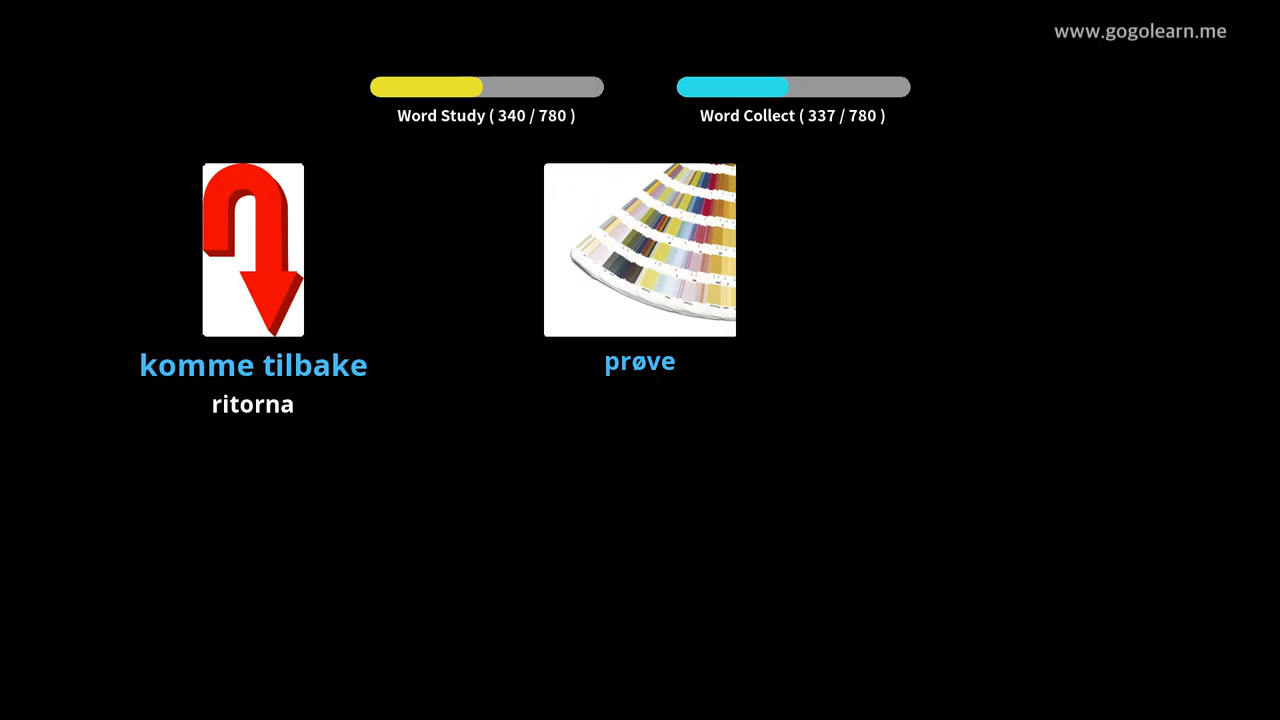 www.gogolearn.me
Word Study ( 340 / 780 )
Word Collect ( 337 / 780 )
komme tilbake
ritorna
prøve